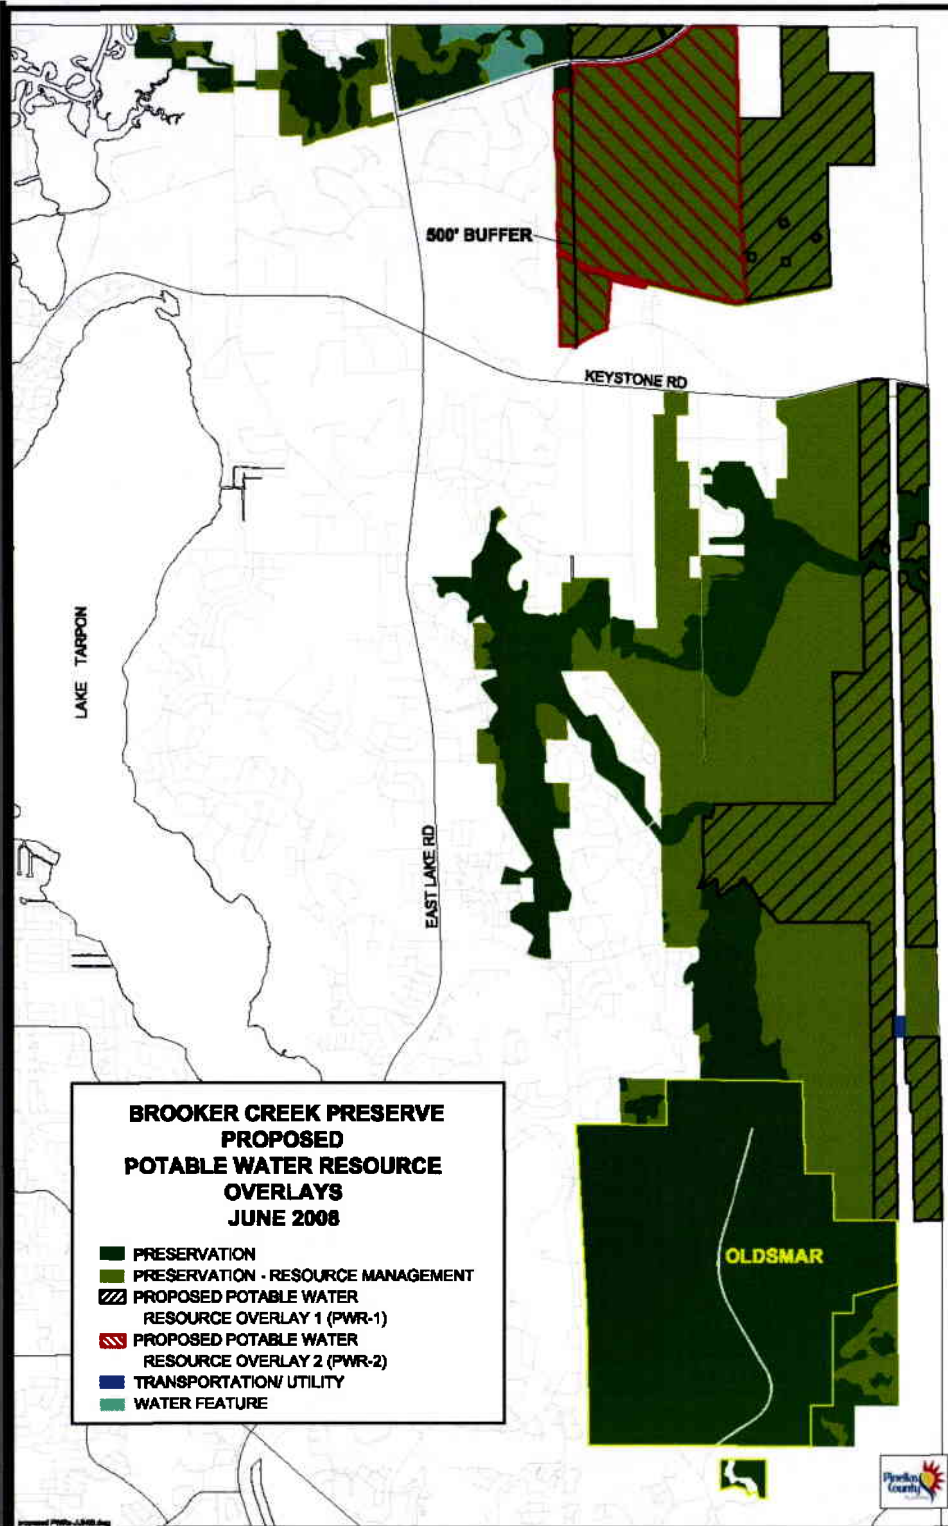 500' BUFFER
KEYSTONE RD
LAKE TARPON
EAST LAKE RD
BROOKER CREEK PRESERVE
PROPOSED
POTABLE WATER RESOURCE
OVERLAYS
JUNE 2008
PRESERVATION
PRESERVATION - RESOURCE MANAGEMENT
PROPOSED POTABLE WATER
RESOURCE OVERLAY 1 (PWR-1)
PROPOSED POTABLE WATER
RESOURCE OVERLAY 2 (PWR-2)
TRANSPORTATION/ UTILITY
WATER FEATURE
OLDSMAR
Pinellas
County